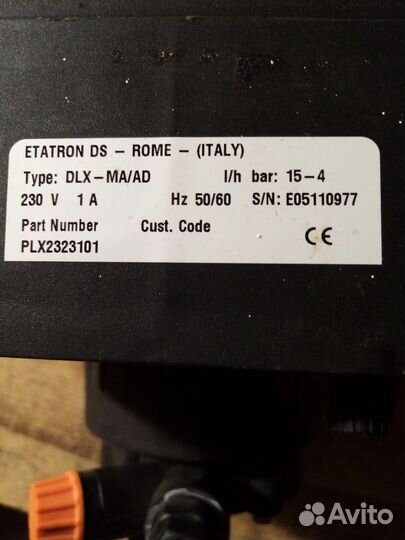 ETATRON DS – ROME – (ITALY)
Type: DLX–MA/AD l/h bar: 15–4
230 V 1 A Hz 50/60 S/N: E05110977
Part Number Cust. Code
PLX2323101
CE
Avito